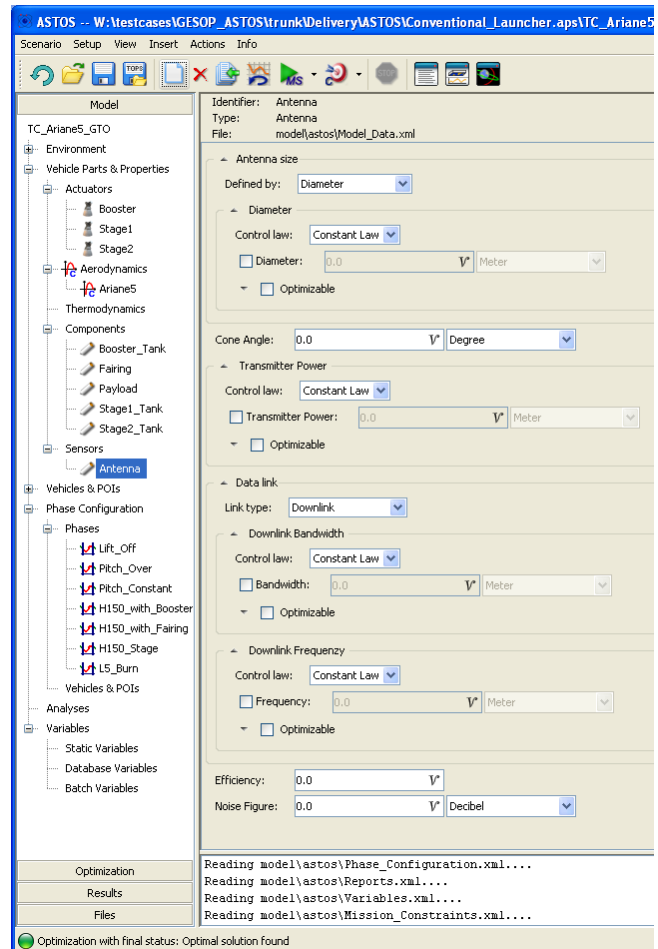 ASTOS -- W:\testcases\GESOP_ASTOS\trunk\Delivery\ASTOS\Conventional_Launcher.aps\TC_Ariane5
Scenario Setup View Insert Actions Info
TOPS
MS
STOP
Model
TC_Ariane5_GTO
Environment
Vehicle Parts & Properties
Actuators
Booster
Stage1
Stage2
Aerodynamics
Ariane5
Thermodynamics
Components
Booster_Tank
Fairing
Payload
Stage1_Tank
Stage2_Tank
Sensors
Antenna
Vehicles & POIs
Phase Configuration
Phases
Lift_Off
Pitch_Over
Pitch_Constant
H150_with_Booster
H150_with_Fairing
H150_Stage
L5_Burn
Vehicles & POIs
Analyses
Variables
Static Variables
Database Variables
Batch Variables
Optimization
Results
Files
Identifier: Antenna
Type: Antenna
File: model\astos\Model_Data.xml
Antenna size
Defined by: Diameter
Diameter
Control law: Constant Law
Diameter: 0.0 V Meter
Optimizable
Cone Angle: 0.0 V Degree
Transmitter Power
Control law: Constant Law
Transmitter Power: 0.0 V Meter
Optimizable
Data link
Link type: Downlink
Downlink Bandwidth
Control law: Constant Law
Bandwidth: 0.0 V Meter
Optimizable
Downlink Frequenzy
Control law: Constant Law
Frequency: 0.0 V Meter
Optimizable
Efficiency: 0.0 V
Noise Figure: 0.0 V Decibel
Reading model\astos\Phase_Configuration.xml....
Reading model\astos\Reports.xml....
Reading model\astos\Variables.xml....
Reading model\astos\Mission_Constraints.xml....
Optimization with final status: Optimal solution found